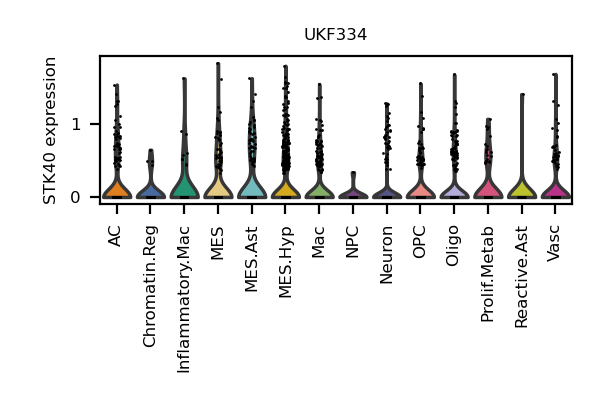 UKF334
STK40 expression
1
0
AC
Chromatin.Reg
Inflammatory.Mac
MES
MES.Ast
MES.Hyp
Mac
NPC
Neuron
OPC
Oligo
Prolif.Metab
Reactive.Ast
Vasc